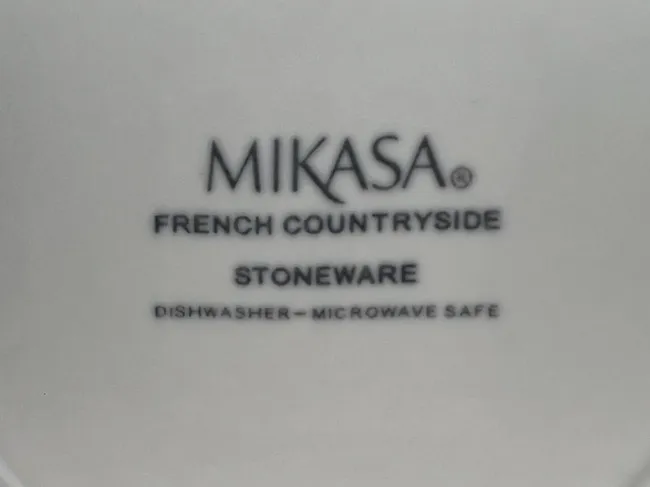 MIKASA®
FRENCH COUNTRYSIDE
STONEWARE
DISHWASHER–MICROWAVE SAFE